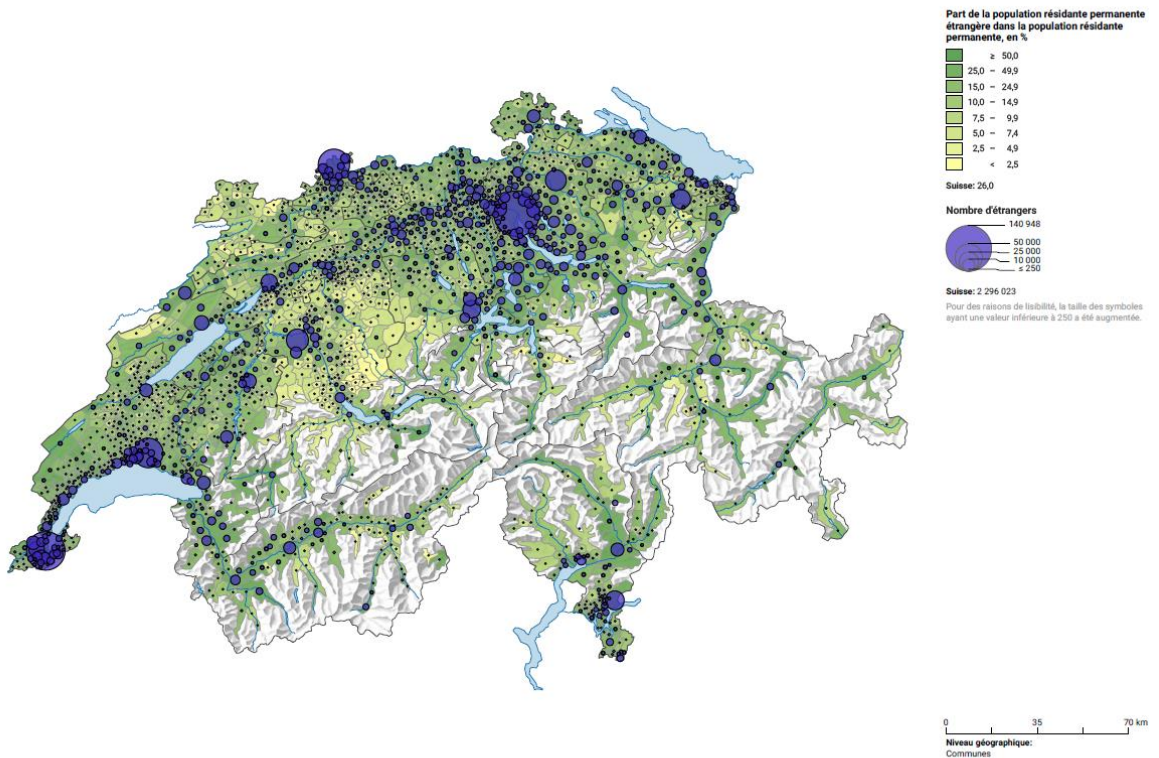 Part de la population résidante permanente
étrangère dans la population résidante
permanente, en %
≥ 50,0
25,0 – 49,9
15,0 – 24,9
10,0 – 14,9
7,5 – 9,9
5,0 – 7,4
2,5 – 4,9
< 2,5
Suisse: 26,0
Nombre d'étrangers
140 948
50 000
25 000
10 000
≤ 250
Suisse: 2 296 023
Pour des raisons de lisibilité, la taille des symboles
ayant une valeur inférieure à 250 a été augmentée.
0 35 70 km
Niveau géographique:
Communes